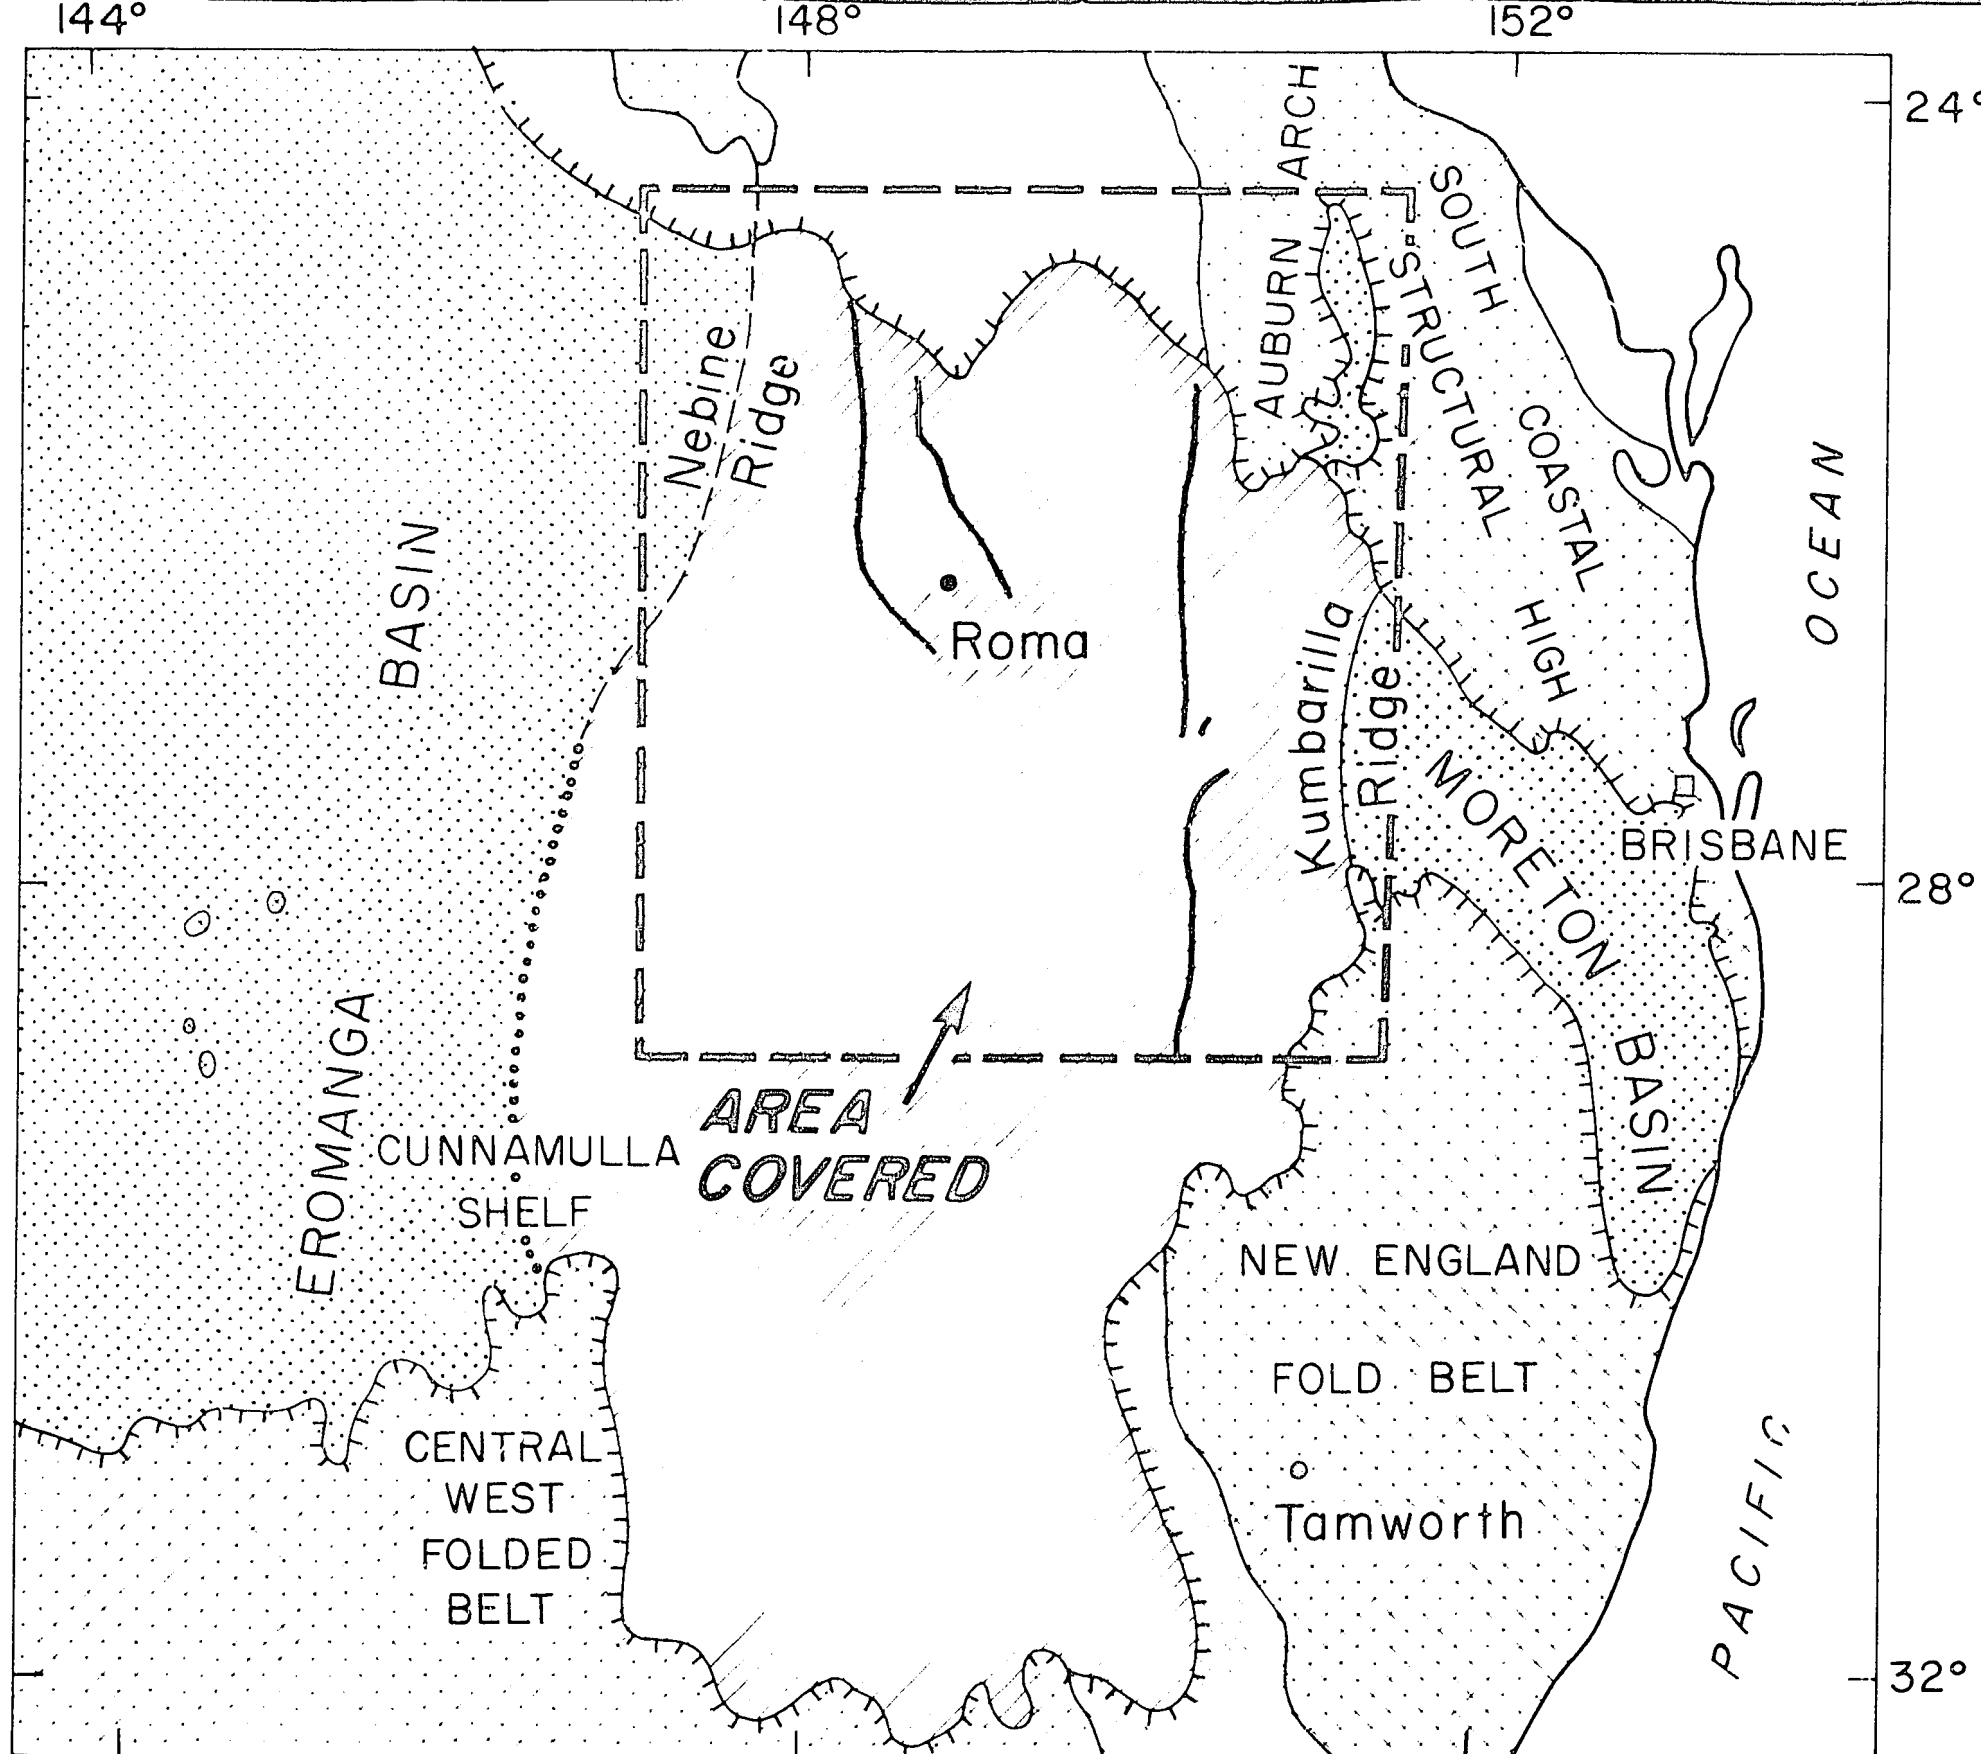 144°
148°
152°
24°
ARCH
SOUTH
AUBURN
STRUCTURAL
Nebine
Ridge
COASTAL
HIGH
OCEAN
BASIN
Roma
Kumbarilla
Ridge
MORETON
BASIN
BRISBANE
28°
EROMANGA
AREA
COVERED
CUNNAMULLA
SHELF
NEW ENGLAND
FOLD BELT
CENTRAL
WEST
FOLDED
BELT
Tamworth
PACIFIC
32°